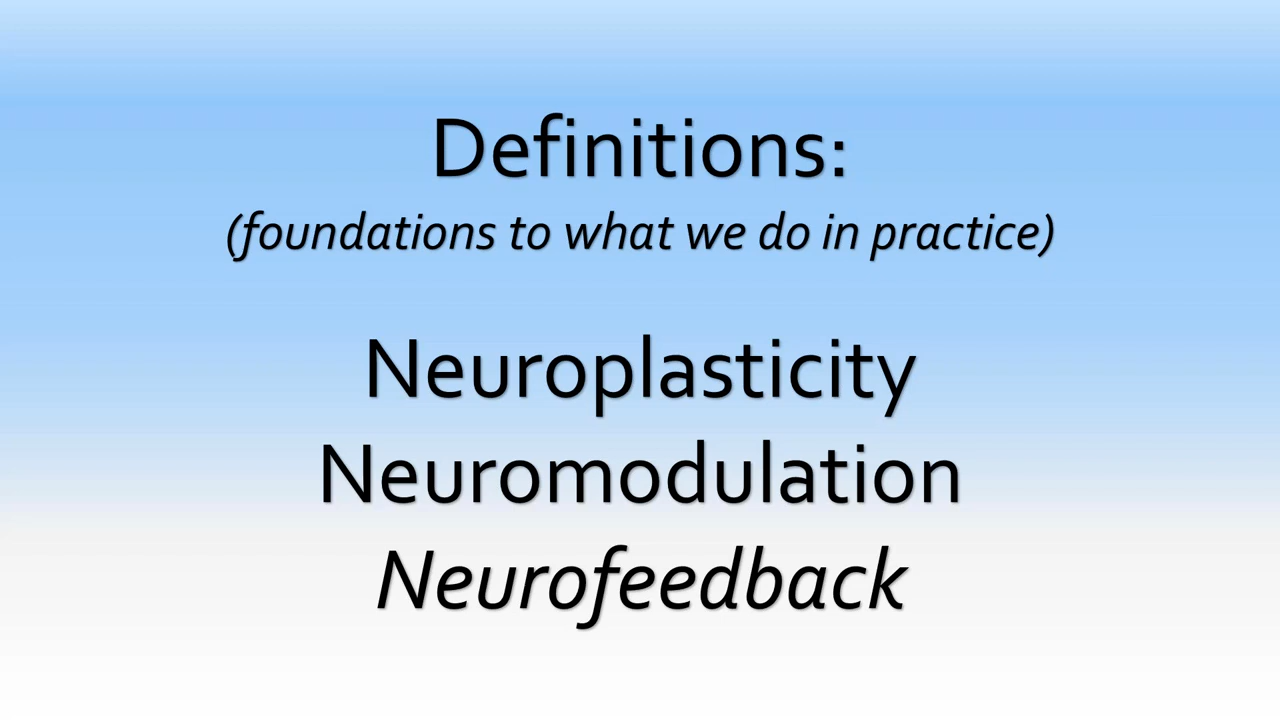 Definitions:
(foundations to what we do in practice)
Neuroplasticity
Neuromodulation
Neurofeedback